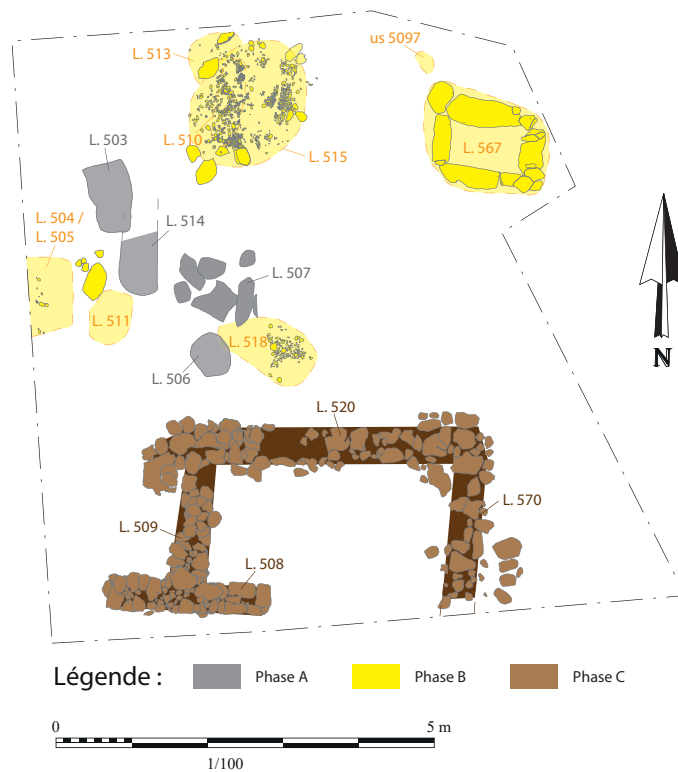 us 5097
L. 513
L. 510
L. 567
L. 503
L. 515
L. 504 /
L. 505
L. 514
L. 507
L. 511
L. 518
L. 506
N
L. 520
L. 570
L. 509
L. 508
Légende :
Phase A
Phase B
Phase C
0
5 m
1/100